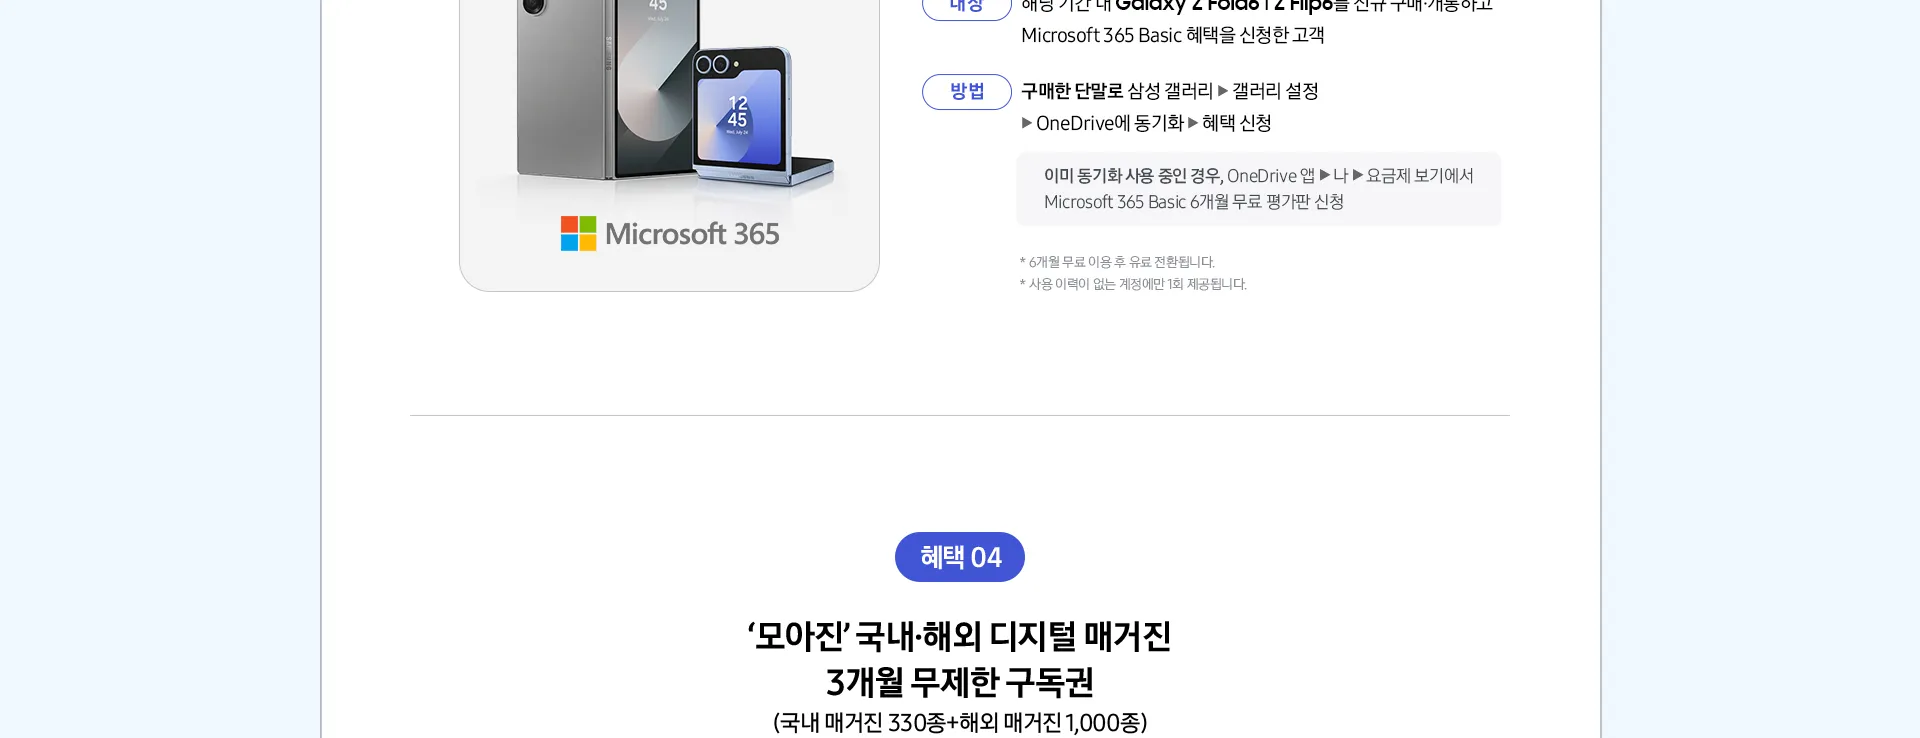 대상
해당 기간 내 Galaxy Z Fold6 l Z Flip6를 신규 구매·개통하고
Microsoft 365 Basic 혜택을 신청한 고객
방법
구매한 단말로 삼성 갤러리 ▶ 갤러리 설정
▶ OneDrive에 동기화 ▶ 혜택 신청
이미 동기화 사용 중인 경우, OneDrive 앱 ▶ 나 ▶ 요금제 보기에서
Microsoft 365 Basic 6개월 무료 평가판 신청
* 6개월 무료 이용 후 유료 전환됩니다.
* 사용 이력이 없는 계정에만 1회 제공됩니다.
45
SAMSUNG
12
45
Wed, July 24
Microsoft 365
혜택 04
‘모아진’ 국내·해외 디지털 매거진
3개월 무제한 구독권
(국내 매거진 330종+해외 매거진 1,000종)